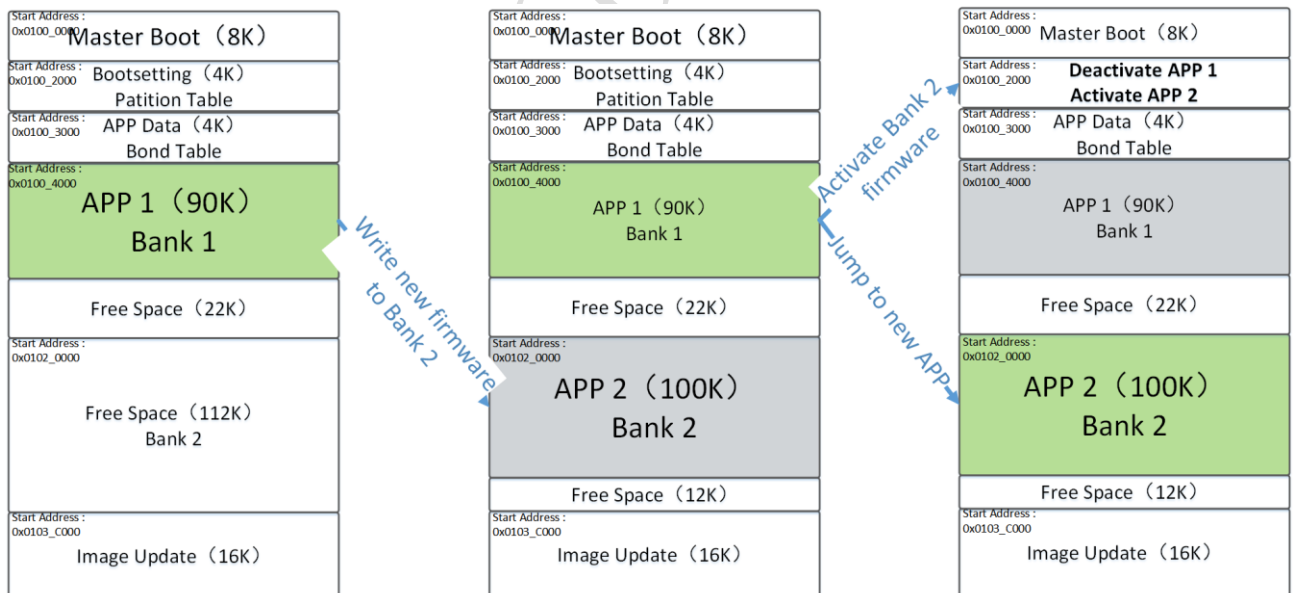 Start Address :
0x0100_0000
Master Boot（8K）
Start Address :
0x0100_2000
Bootsetting（4K）
Patition Table
Start Address :
0x0100_3000
APP Data（4K）
Bond Table
Start Address :
0x0100_4000
APP 1（90K）
Bank 1
Free Space（22K）
Start Address :
0x0102_0000
Free Space（112K）
Bank 2
Start Address :
0x0103_C000
Image Update（16K）
Write new firmware
to Bank 2
Start Address :
0x0100_0000
Master Boot（8K）
Start Address :
0x0100_2000
Bootsetting（4K）
Patition Table
Start Address :
0x0100_3000
APP Data（4K）
Bond Table
Start Address :
0x0100_4000
APP 1（90K）
Bank 1
Free Space（22K）
Start Address :
0x0102_0000
APP 2（100K）
Bank 2
Free Space（12K）
Start Address :
0x0103_C000
Image Update（16K）
Activate Bank 2
firmware
Jump to new APP
Start Address :
0x0100_0000
Master Boot（8K）
Start Address :
0x0100_2000
Deactivate APP 1
Activate APP 2
Start Address :
0x0100_3000
APP Data（4K）
Bond Table
Start Address :
0x0100_4000
APP 1（90K）
Bank 1
Free Space（22K）
Start Address :
0x0102_0000
APP 2（100K）
Bank 2
Free Space（12K）
Start Address :
0x0103_C000
Image Update（16K）